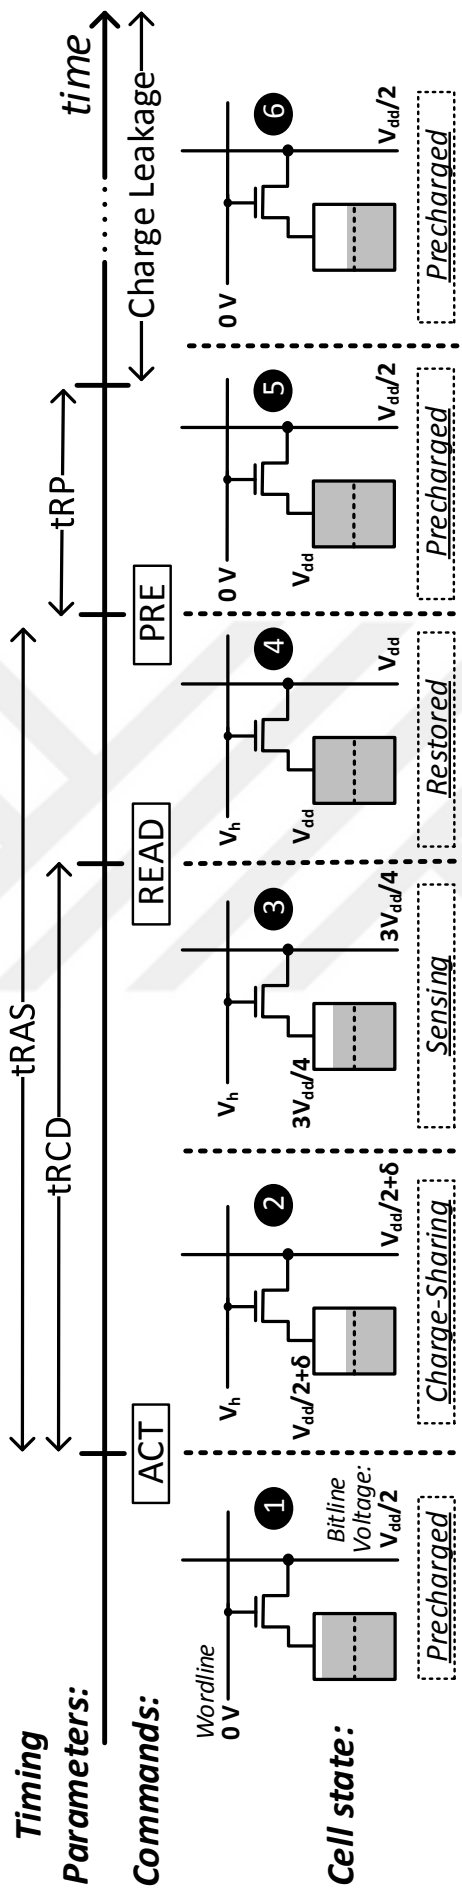 time
tRAS
tRCD
tRP
Timing
Parameters:
Charge Leakage
Commands:
ACT
READ
PRE
Wordline
0 V
1
Bitline
Voltage:
Vdd/2
Vh
2
Vdd/2+δ
Vdd/2+δ
Vh
3
3Vdd/4
3Vdd/4
Vh
4
Vdd
Vdd
0 V
5
Vdd
Vdd/2
0 V
6
Vdd/2
Cell state:
Precharged
Charge-Sharing
Sensing
Restored
Precharged
Precharged